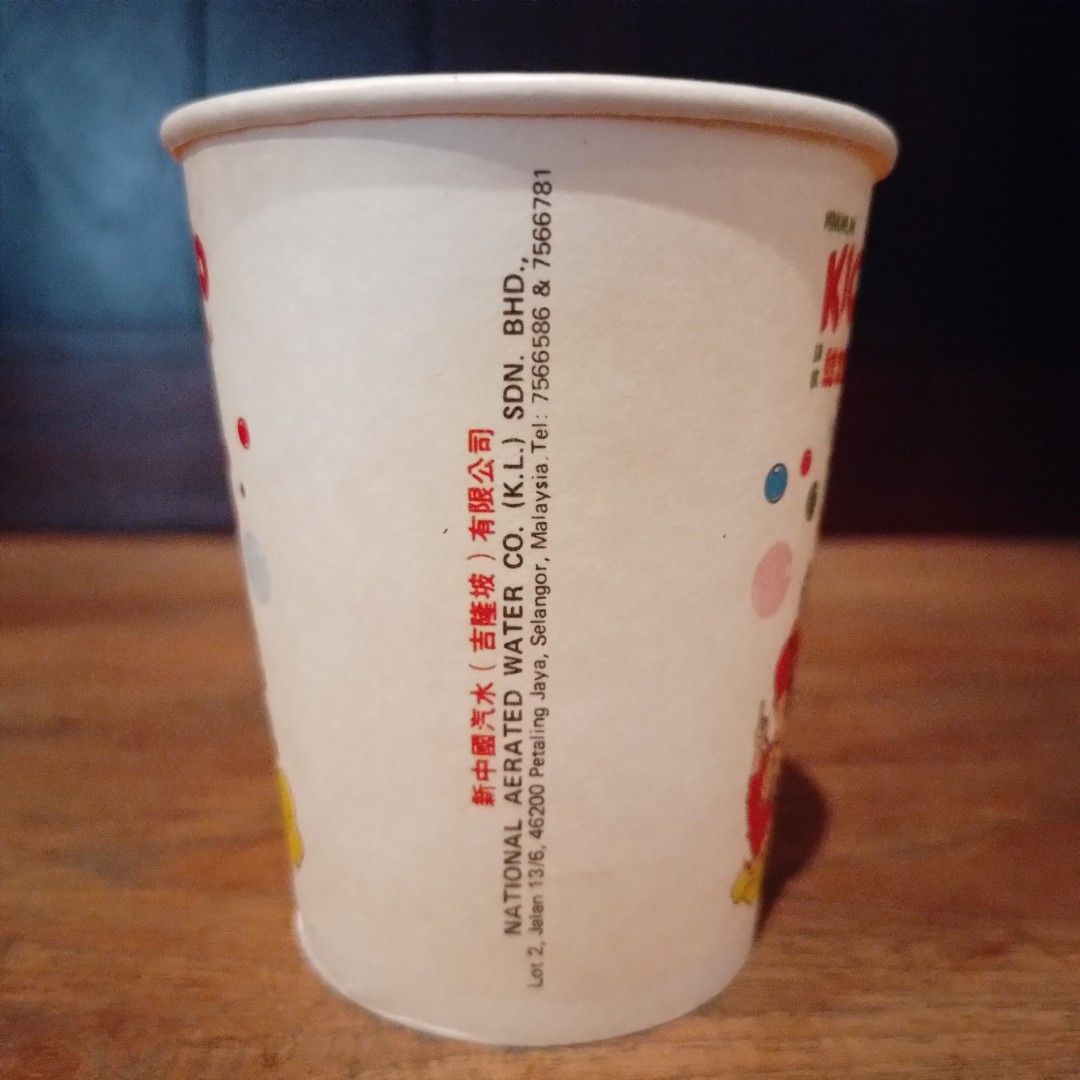 新中國汽水（吉隆坡）有限公司
NATIONAL AERATED WATER CO. (K.L.) SDN. BHD.,
Lot 2, Jalan 13/6, 46200 Petaling Jaya, Selangor, Malaysia. Tel: 7566586 & 7566781